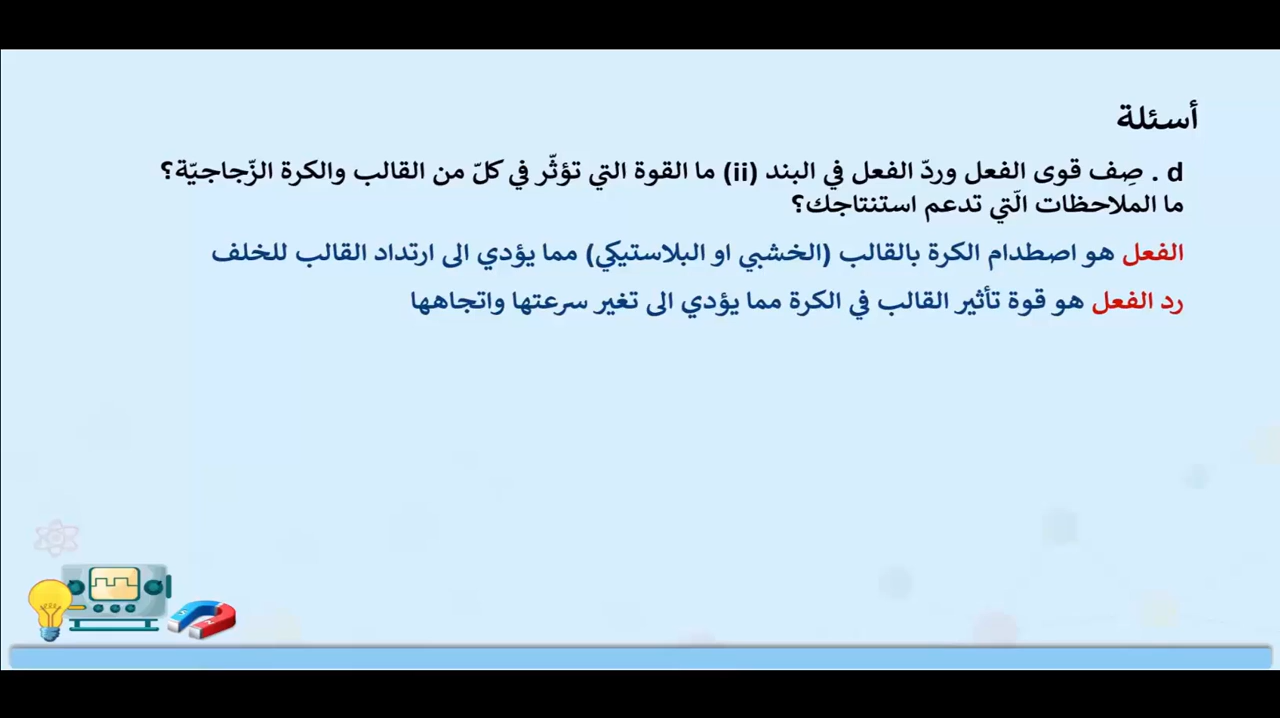 أسئلة
d . صِف قوى الفعل وردّ الفعل في البند (ii) ما القوة التي تؤثّر في كلّ من القالب والكرة الزّجاجيّة؟
ما الملاحظات الّتي تدعم استنتاجك؟
الفعل هو اصطدام الكرة بالقالب (الخشبي او البلاستيكي) مما يؤدي الى ارتداد القالب للخلف
رد الفعل هو قوة تأثير القالب في الكرة مما يؤدي الى تغير سرعتها واتجاهها